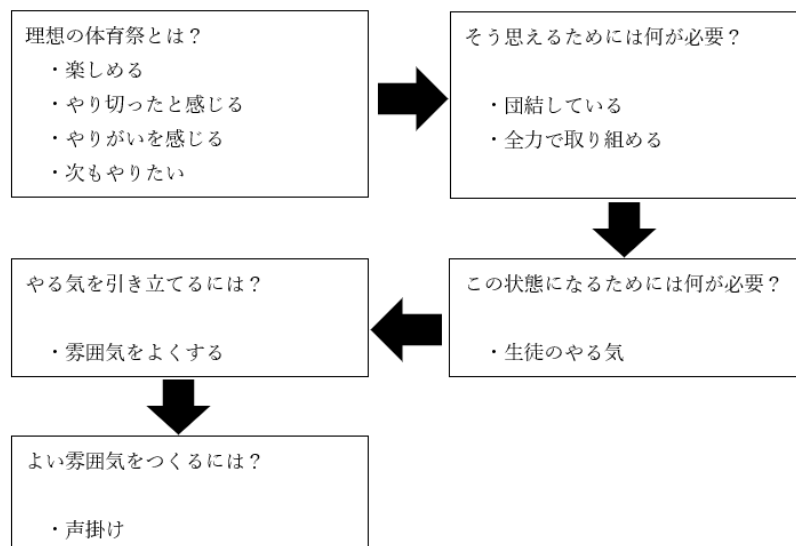 理想の体育祭とは？
・楽しめる
・やり切ったと感じる
・やりがいを感じる
・次もやりたい
そう思えるためには何が必要？
・団結している
・全力で取り組める
この状態になるためには何が必要？
・生徒のやる気
やる気を引き立てるには？
・雰囲気をよくする
よい雰囲気をつくるには？
・声掛け